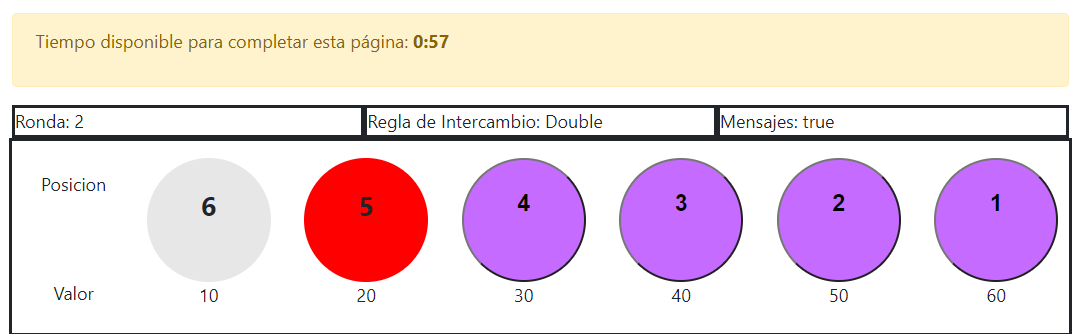 Tiempo disponible para completar esta página: 0:57
Ronda: 2 Regla de Intercambio: Double Mensajes: true
Posicion 6 5 4 3 2 1
Valor 10 20 30 40 50 60